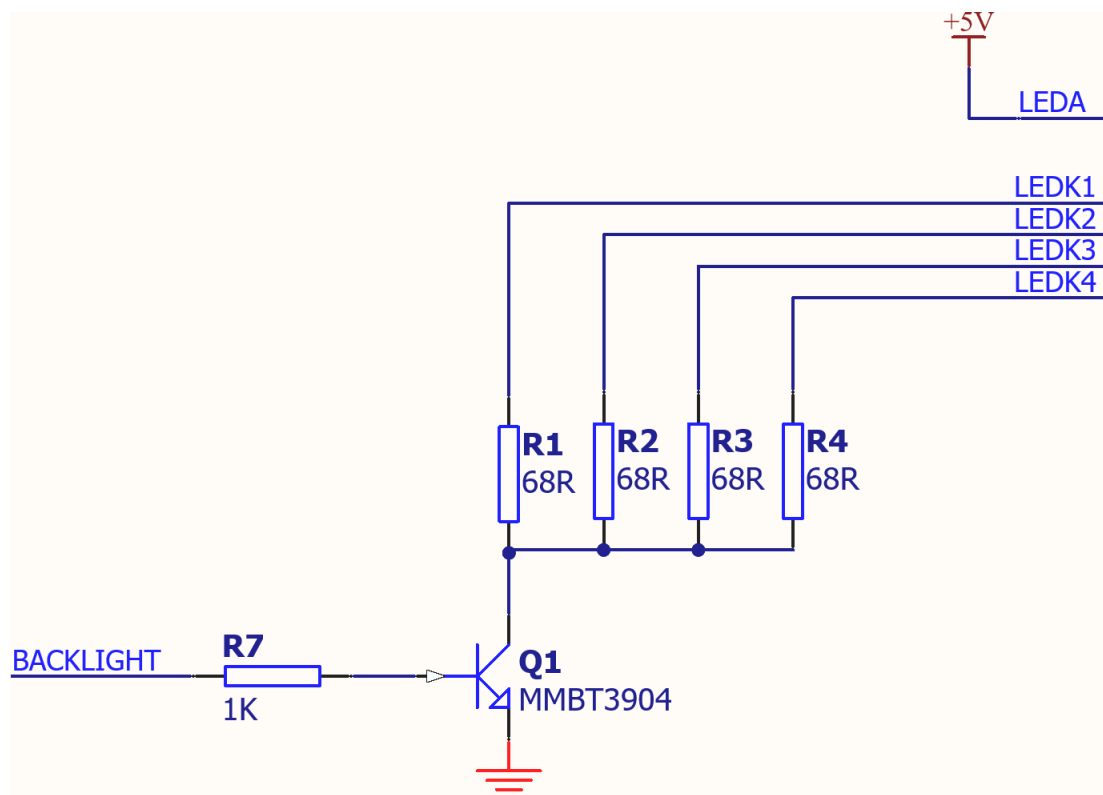 +5V
LEDA
LEDK1
LEDK2
LEDK3
LEDK4
R1
68R
R2
68R
R3
68R
R4
68R
BACKLIGHT
R7
1K
Q1
MMBT3904